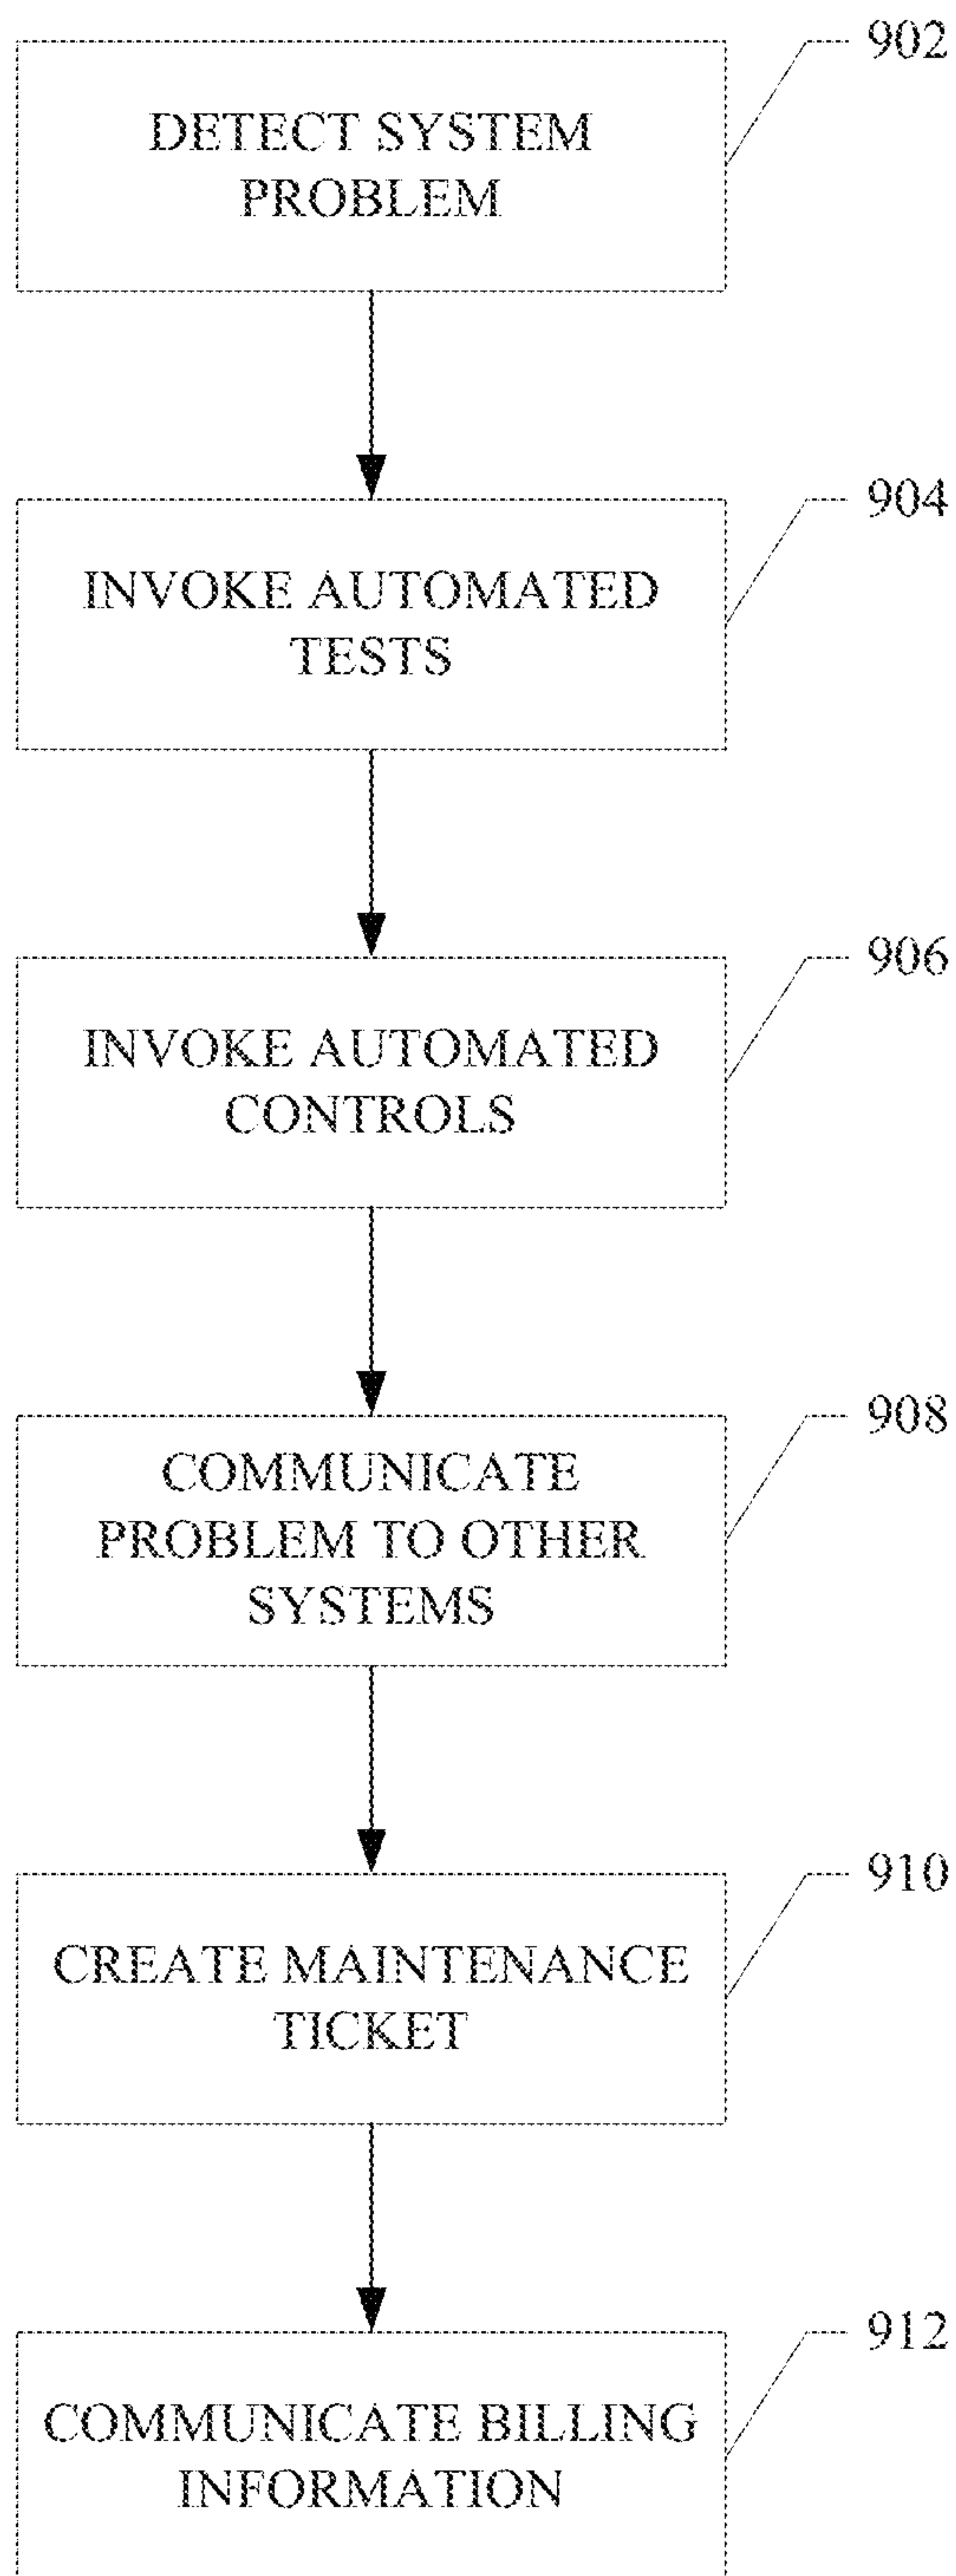 902
DETECT SYSTEM
PROBLEM
904
INVOKE AUTOMATED
TESTS
906
INVOKE AUTOMATED
CONTROLS
908
COMMUNICATE
PROBLEM TO OTHER
SYSTEMS
910
CREATE MAINTENANCE
TICKET
912
COMMUNICATE BILLING
INFORMATION